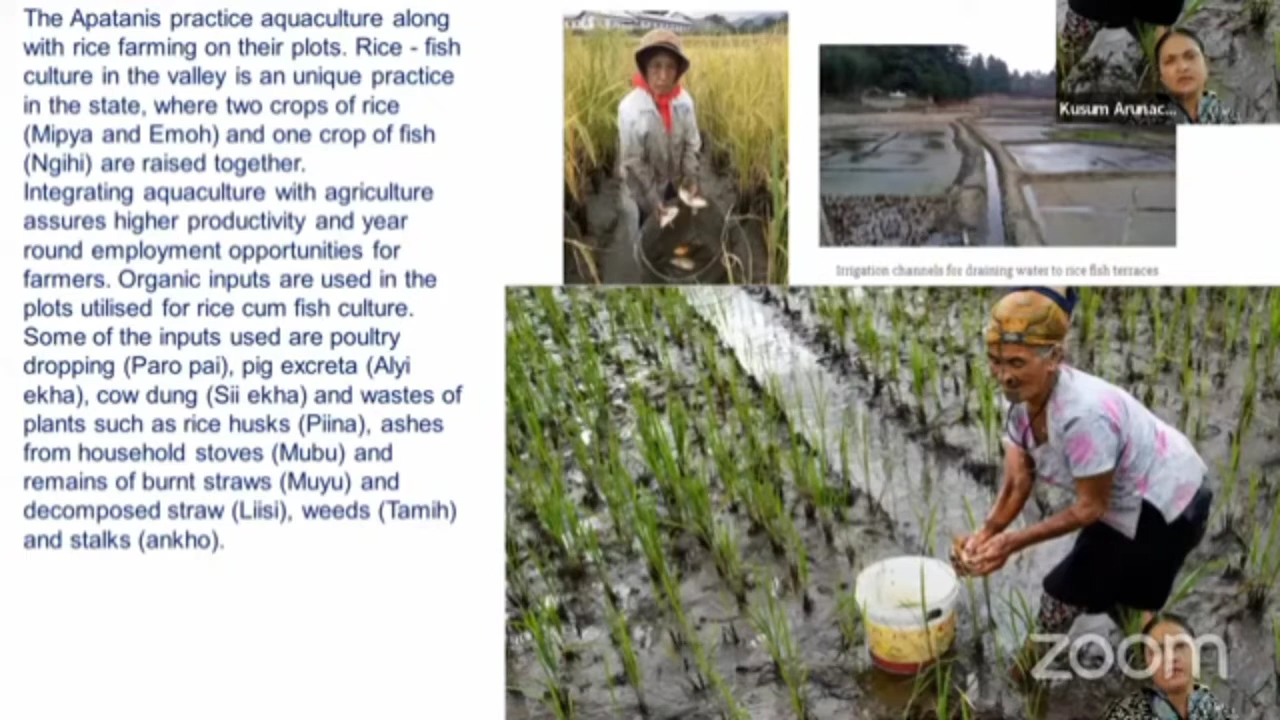 The Apatanis practice aquaculture along
with rice farming on their plots. Rice - fish
culture in the valley is an unique practice
in the state, where two crops of rice
(Mipya and Emoh) and one crop of fish
(Ngihi) are raised together.
Integrating aquaculture with agriculture
assures higher productivity and year
round employment opportunities for
farmers. Organic inputs are used in the
plots utilised for rice cum fish culture.
Some of the inputs used are poultry
dropping (Paro pai), pig excreta (Alyi
ekha), cow dung (Sii ekha) and wastes of
plants such as rice husks (Piina), ashes
from household stoves (Mubu) and
remains of burnt straws (Muyu) and
decomposed straw (Liisi), weeds (Tamih)
and stalks (ankho).
Kusum Arunac...
Irrigation channels for draining water to rice fish terraces
zoom